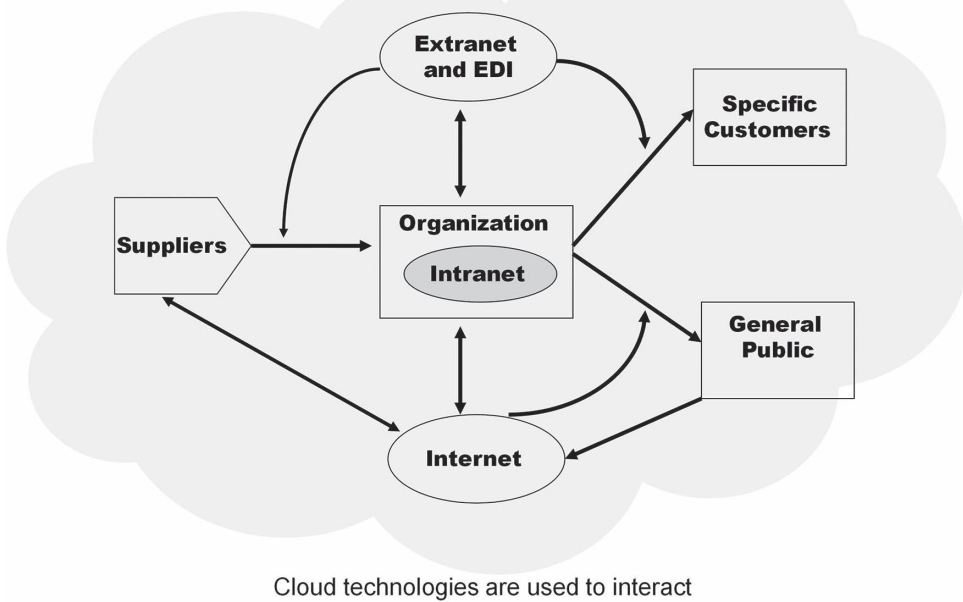 Extranet
and EDI
Specific
Customers
Organization
Suppliers
Intranet
General
Public
Internet
Cloud technologies are used to interact